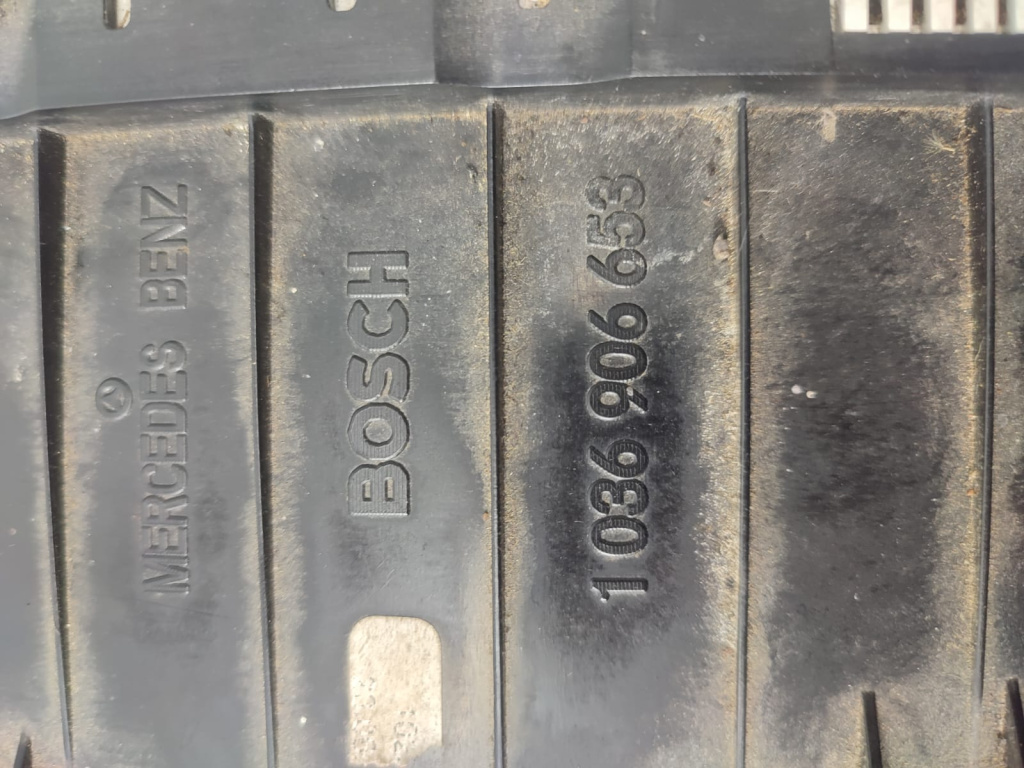 MERCEDES BENZ
BOSCH
1 036 906 653